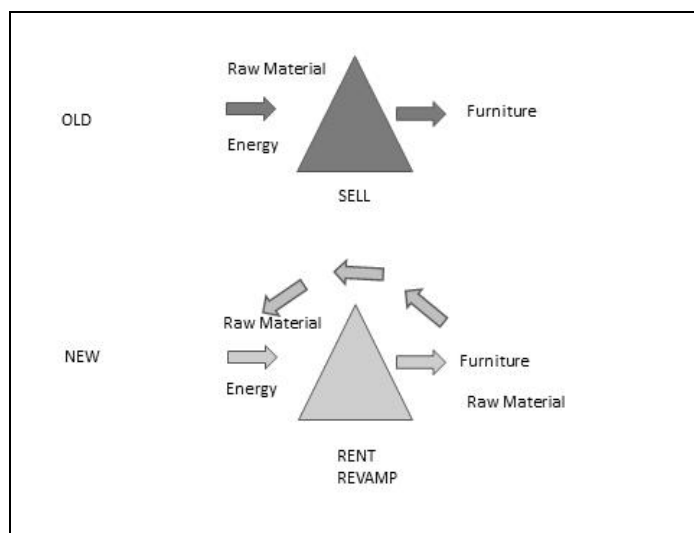 Raw Material
OLD
Furniture
Energy
SELL
Raw Material
NEW
Furniture
Energy
Raw Material
RENT
REVAMP